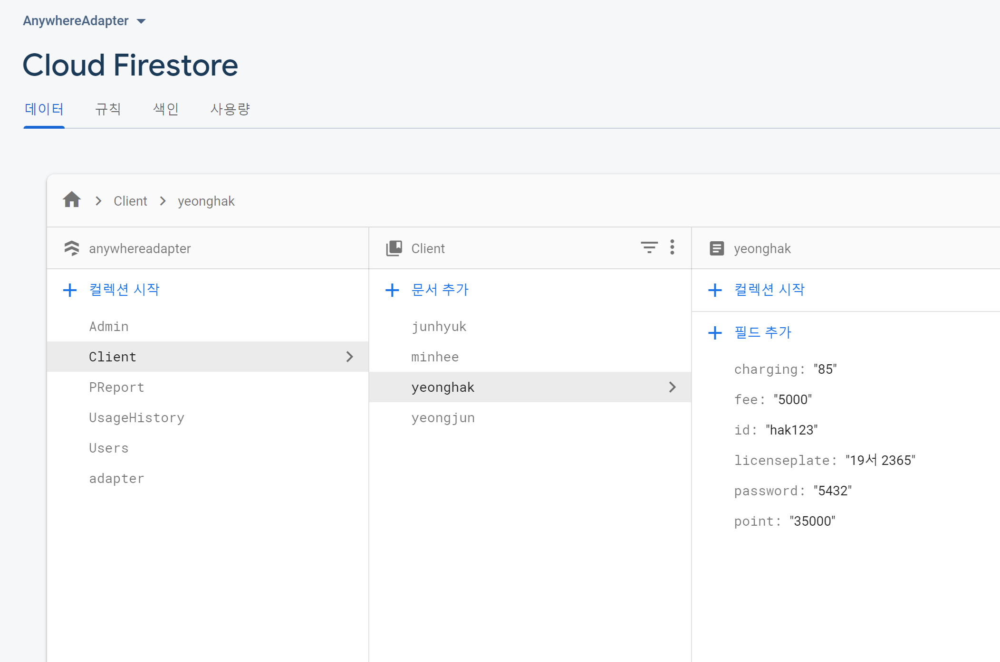 AnywhereAdapter
Cloud Firestore
데이터 규칙 색인 사용량
Client yeonghak
anywhereadapter
컬렉션 시작
Admin
Client
PReport
UsageHistory
Users
adapter
Client
문서 추가
junhyuk
minhee
yeonghak
yeongjun
yeonghak
컬렉션 시작
필드 추가
charging: "85"
fee: "5000"
id: "hak123"
licenseplate: "19서 2365"
password: "5432"
point: "35000"